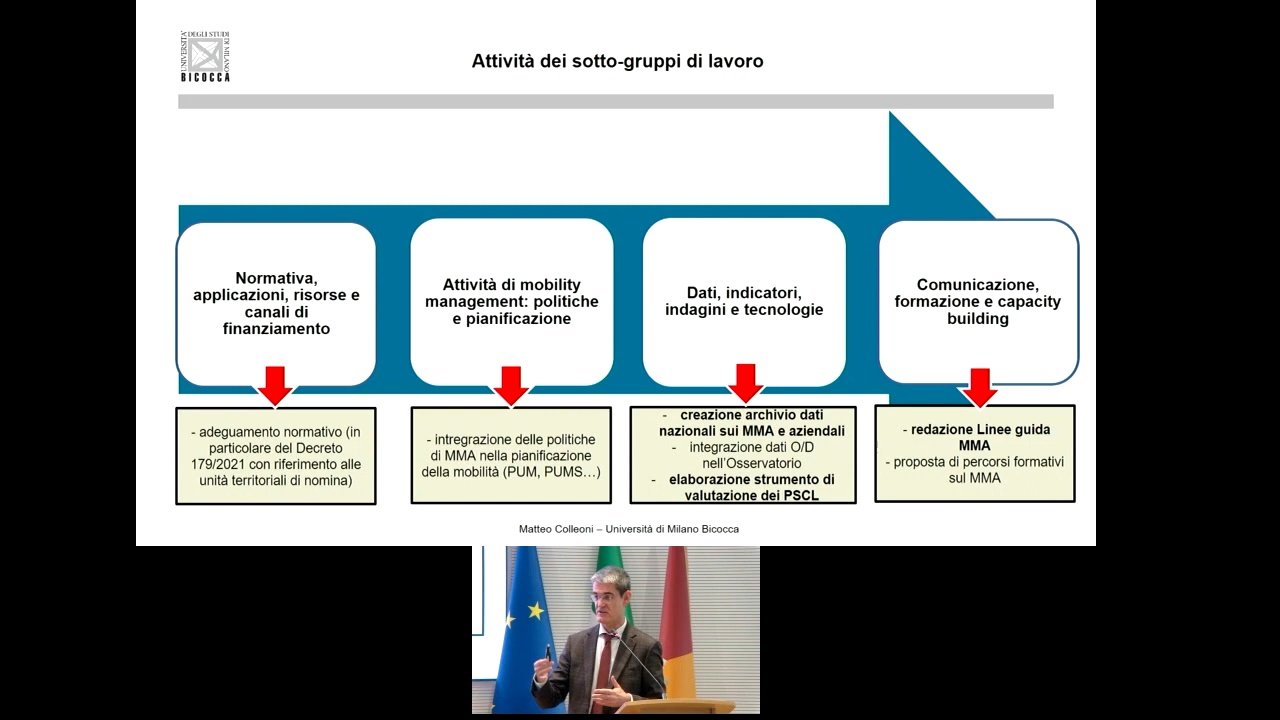 UNIVERSITA'
DEGLI STUDI
DI MILANO
BICOCCA
Attività dei sotto-gruppi di lavoro
Normativa,
applicazioni, risorse e
canali di
finanziamento
Attività di mobility
management: politiche
e pianificazione
Dati, indicatori,
indagini e tecnologie
Comunicazione,
formazione e capacity
building
- adeguamento normativo (in
particolare del Decreto
179/2021 con riferimento alle
unità territoriali di nomina)
- intregrazione delle politiche
di MMA nella pianificazione
della mobilità (PUM, PUMS…)
- creazione archivio dati
nazionali sui MMA e aziendali
- integrazione dati O/D
nell'Osservatorio
- elaborazione strumento di
valutazione dei PSCL
- redazione Linee guida
MMA
- proposta di percorsi formativi
sul MMA
Matteo Colleoni – Università di Milano Bicocca